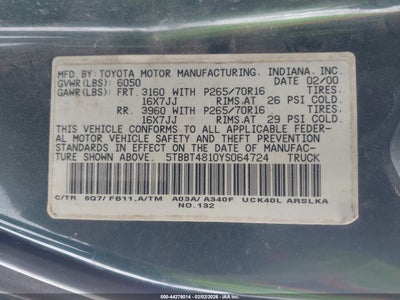 MFD. BY: TOYOTA MOTOR MANUFACTURING, INDIANA, INC.
GVWR(LBS): 6050 02/00
GAWR(LBS): FRT. 3160 WITH P265/70R16 TIRES,
16X7JJ RIMS, AT 26 PSI COLD.
RR. 3960 WITH P265/70R16 TIRES,
16X7JJ RIMS, AT 29 PSI COLD.
THIS VEHICLE CONFORMS TO ALL APPLICABLE FEDER-
AL MOTOR VEHICLE SAFETY AND THEFT PREVENTION
STANDARDS IN EFFECT ON THE DATE OF MANUFAC-
TURE SHOWN ABOVE. 5TBBT4810YS064724 TRUCK
C/TR 6Q7/FB11,A/TM A03A/A340F UCK40L ARSLKA
NO.132
000-44278014 - 02/02/2026 - IAA